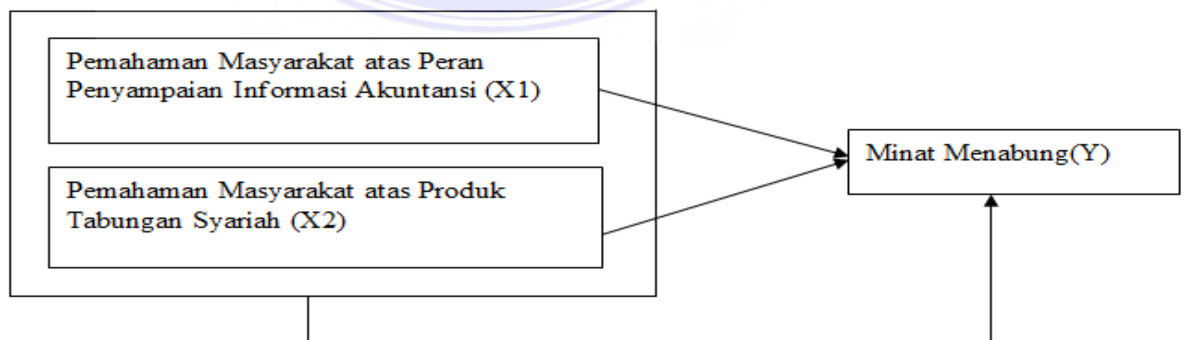 Pemahaman Masyarakat atas Peran
Penyampaian Informasi Akuntansi (X1)
Minat Menabung(Y)
Pemahaman Masyarakat atas Produk
Tabungan Syariah (X2)